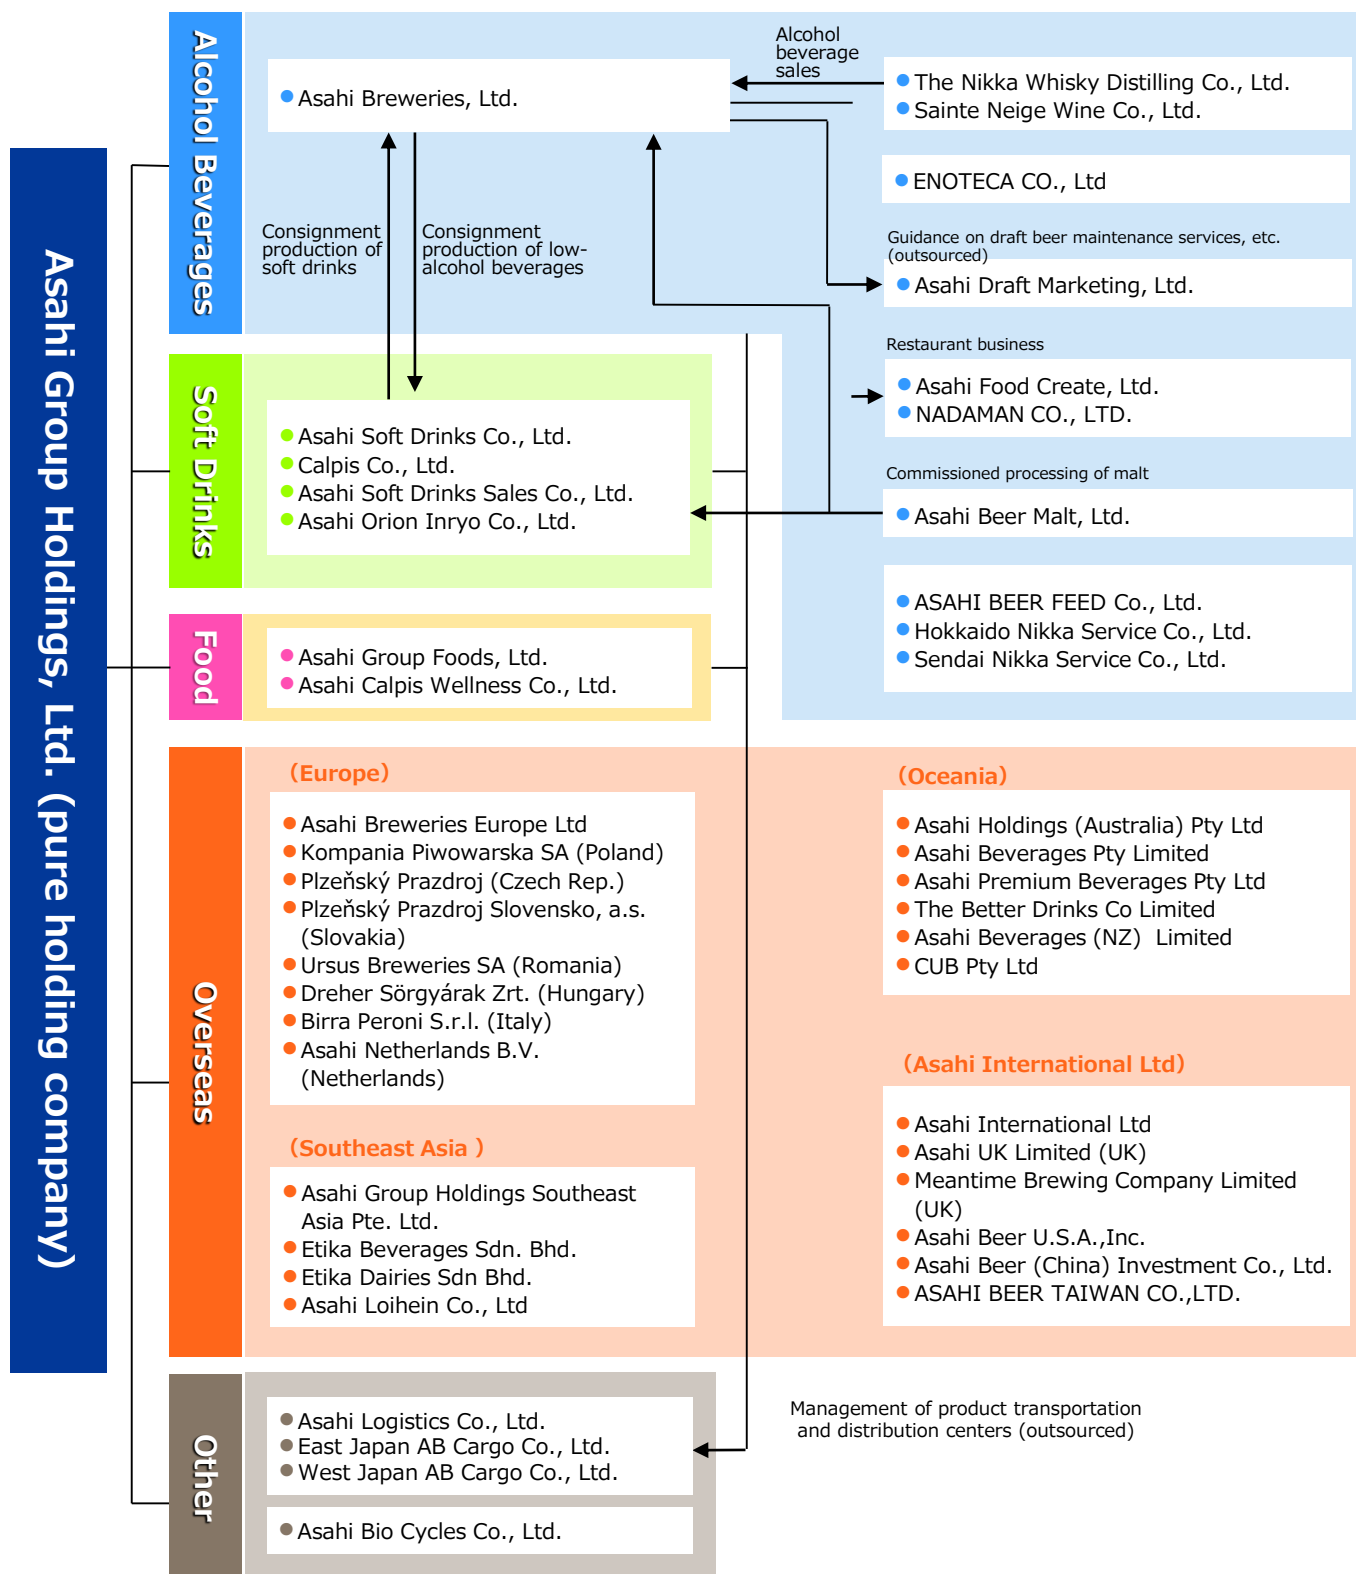 Asahi Group Holdings, Ltd. (pure holding company)
Alcohol Beverages
Asahi Breweries, Ltd.
Alcohol
beverage
sales
The Nikka Whisky Distilling Co., Ltd.
Sainte Neige Wine Co., Ltd.
ENOTECA CO., Ltd
Consignment
production of
soft drinks
Consignment
production of low-
alcohol beverages
Guidance on draft beer maintenance services, etc.
(outsourced)
Asahi Draft Marketing, Ltd.
Restaurant business
Asahi Food Create, Ltd.
NADAMAN CO., LTD.
Commissioned processing of malt
Asahi Beer Malt, Ltd.
ASAHI BEER FEED Co., Ltd.
Hokkaido Nikka Service Co., Ltd.
Sendai Nikka Service Co., Ltd.
Soft Drinks
Asahi Soft Drinks Co., Ltd.
Calpis Co., Ltd.
Asahi Soft Drinks Sales Co., Ltd.
Asahi Orion Inryo Co., Ltd.
Food
Asahi Group Foods, Ltd.
Asahi Calpis Wellness Co., Ltd.
Overseas
（Europe）
Asahi Breweries Europe Ltd
Kompania Piwowarska SA (Poland)
Plzeňský Prazdroj (Czech Rep.)
Plzeňský Prazdroj Slovensko, a.s.
(Slovakia)
Ursus Breweries SA (Romania)
Dreher Sörgyárak Zrt. (Hungary)
Birra Peroni S.r.l. (Italy)
Asahi Netherlands B.V.
(Netherlands)
（Oceania）
Asahi Holdings (Australia) Pty Ltd
Asahi Beverages Pty Limited
Asahi Premium Beverages Pty Ltd
The Better Drinks Co Limited
Asahi Beverages (NZ) Limited
CUB Pty Ltd
（Southeast Asia ）
Asahi Group Holdings Southeast
Asia Pte. Ltd.
Etika Beverages Sdn. Bhd.
Etika Dairies Sdn Bhd.
Asahi Loihein Co., Ltd
（Asahi International Ltd）
Asahi International Ltd
Asahi UK Limited (UK)
Meantime Brewing Company Limited
(UK)
Asahi Beer U.S.A.,Inc.
Asahi Beer (China) Investment Co., Ltd.
ASAHI BEER TAIWAN CO.,LTD.
Other
Asahi Logistics Co., Ltd.
East Japan AB Cargo Co., Ltd.
West Japan AB Cargo Co., Ltd.
Asahi Bio Cycles Co., Ltd.
Management of product transportation
and distribution centers (outsourced)